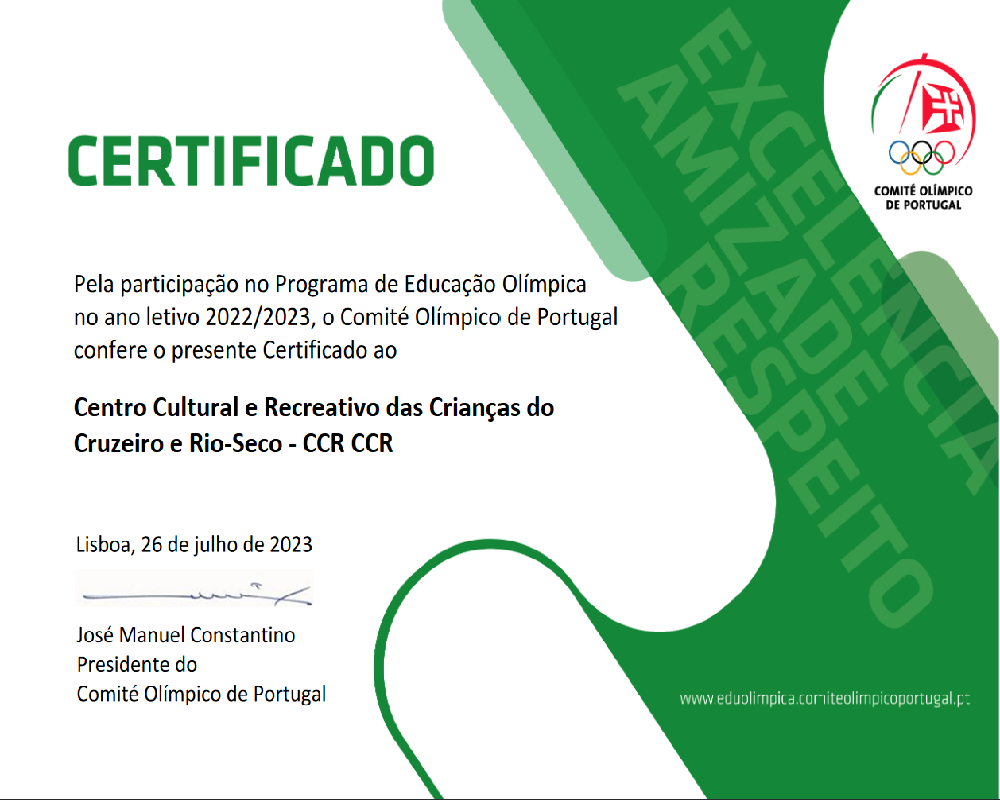 CERTIFICADO
Pela participação no Programa de Educação Olímpica
no ano letivo 2022/2023, o Comité Olímpico de Portugal
confere o presente Certificado ao
Centro Cultural e Recreativo das Crianças do
Cruzeiro e Rio-Seco - CCR CCR
Lisboa, 26 de julho de 2023
José Manuel Constantino
Presidente do
Comité Olímpico de Portugal
EXCELÊNCIA
AMIZADE
RESPEITO
COMITÉ OLÍMPICO
DE PORTUGAL
www.eduolimpica.comiteolimpicoportugal.pt